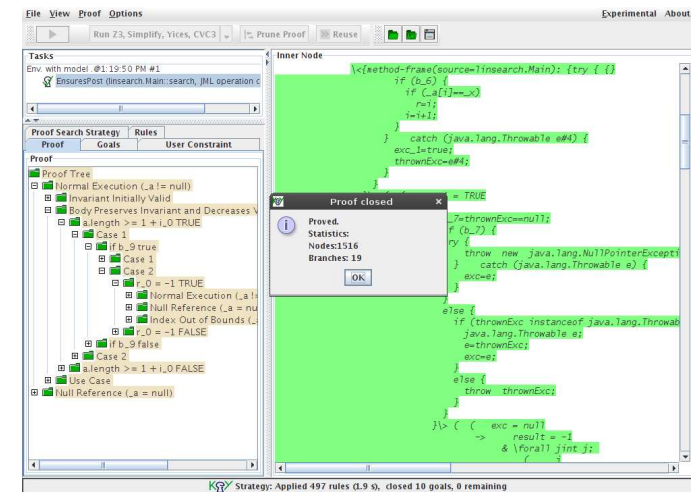 File View Proof Options Experimental About
Run Z3, Simplify, Yices, CVC3 Prune Proof Reuse
Tasks
Env. with model .@1:19:50 PM #1
EnsuresPost (linsearch.Main::search, JML operation c
Proof Search Strategy Rules
Proof Goals User Constraint
Proof
Proof Tree
Normal Execution (_a != null)
Invariant Initially Valid
Body Preserves Invariant and Decreases V
a.length >= 1 + i_0 TRUE
Case 1
if b_9 true
Case 1
Case 2
r_0 = -1 TRUE
Normal Execution (_a !=
Null Reference (_a = nu
Index Out of Bounds (_a
r_0 = -1 FALSE
if b_9 false
Case 2
a.length >= 1 + i_0 FALSE
Use Case
Null Reference (_a = null)
Inner Node
\<{method-frame(source=linsearch.Main): {try { {}
if (b_6) {
if (_a[i]==_x)
r=i;
i=i+1;
}
} catch (java.lang.Throwable e#4) {
exc_1=true;
thrownExc=e#4;
}
}
= TRUE
_7=thrownExc==null;
f (b_7) {
ry {
throw new java.lang.NullPointerExcepti
} catch (java.lang.Throwable e) {
exc=e;
}
}
else {
if (thrownExc instanceof java.lang.Throwab
java.lang.Throwable e;
e=thrownExc;
exc=e;
}
else {
throw thrownExc;
}
}
}\> ( ( exc = null
-> result = -1
& \forall jint j;
Proof closed
Proved.
Statistics:
Nodes:1516
Branches: 19
OK
KeY Strategy: Applied 497 rules (1.9 s), closed 10 goals, 0 remaining